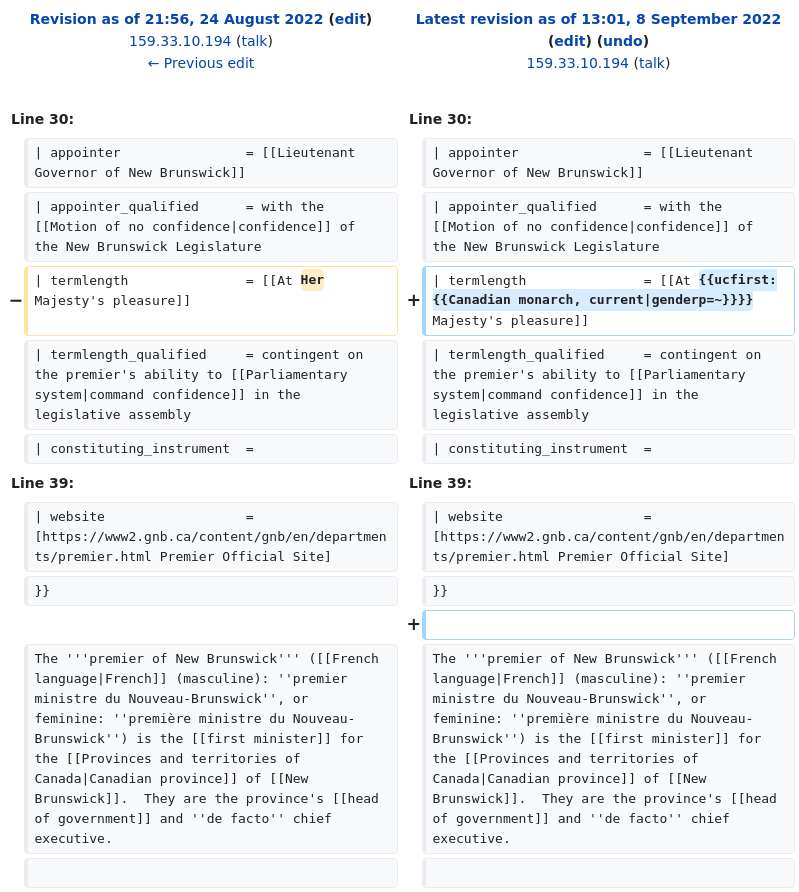 Revision as of 21:56, 24 August 2022 (edit)
159.33.10.194 (talk)
← Previous edit
Latest revision as of 13:01, 8 September 2022
(edit) (undo)
159.33.10.194 (talk)
Line 30:
Line 30:
| appointer                = [[Lieutenant
Governor of New Brunswick]]
| appointer                = [[Lieutenant
Governor of New Brunswick]]
| appointer_qualified      = with the
[[Motion of no confidence|confidence]] of
the New Brunswick Legislature
| appointer_qualified      = with the
[[Motion of no confidence|confidence]] of
the New Brunswick Legislature
−
| termlength               = [[At Her
Majesty's pleasure]]
+
| termlength               = [[At {{ucfirst:
{{Canadian monarch, current|genderp=~}}}}
Majesty's pleasure]]
| termlength_qualified     = contingent on
the premier's ability to [[Parliamentary
system|command confidence]] in the
legislative assembly
| termlength_qualified     = contingent on
the premier's ability to [[Parliamentary
system|command confidence]] in the
legislative assembly
| constituting_instrument  =
| constituting_instrument  =
Line 39:
Line 39:
| website                  =
[https://www2.gnb.ca/content/gnb/en/departmen
ts/premier.html Premier Official Site]
| website                  =
[https://www2.gnb.ca/content/gnb/en/departmen
ts/premier.html Premier Official Site]
}}
}}
+
The '''premier of New Brunswick''' ([[French
language|French]] (masculine): ''premier
ministre du Nouveau-Brunswick'', or
feminine: ''première ministre du Nouveau-
Brunswick'') is the [[first minister]] for
the [[Provinces and territories of
Canada|Canadian province]] of [[New
Brunswick]].  They are the province's [[head
of government]] and ''de facto'' chief
executive.
The '''premier of New Brunswick''' ([[French
language|French]] (masculine): ''premier
ministre du Nouveau-Brunswick'', or
feminine: ''première ministre du Nouveau-
Brunswick'') is the [[first minister]] for
the [[Provinces and territories of
Canada|Canadian province]] of [[New
Brunswick]].  They are the province's [[head
of government]] and ''de facto'' chief
executive.